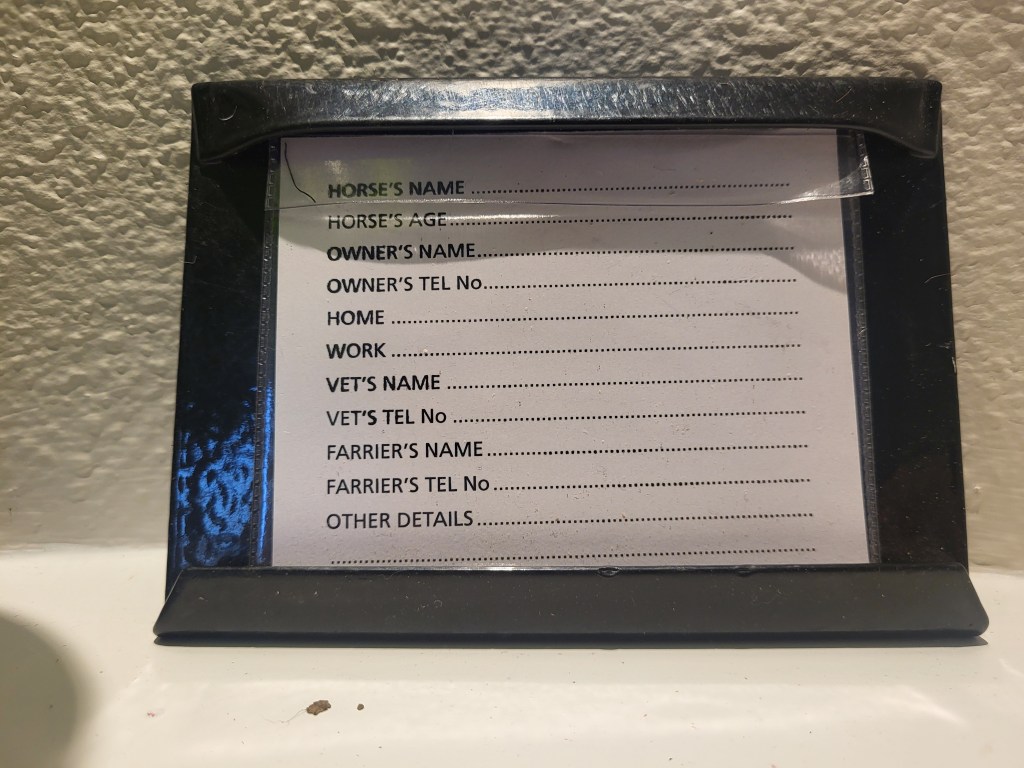 HORSE'S NAME ........................................................
HORSE'S AGE............................................................
OWNER'S NAME.......................................................
OWNER'S TEL No......................................................
HOME ......................................................................
WORK ......................................................................
VET'S NAME .............................................................
VET'S TEL No ............................................................
FARRIER'S NAME ......................................................
FARRIER'S TEL No .....................................................
OTHER DETAILS ........................................................
...................................................................................